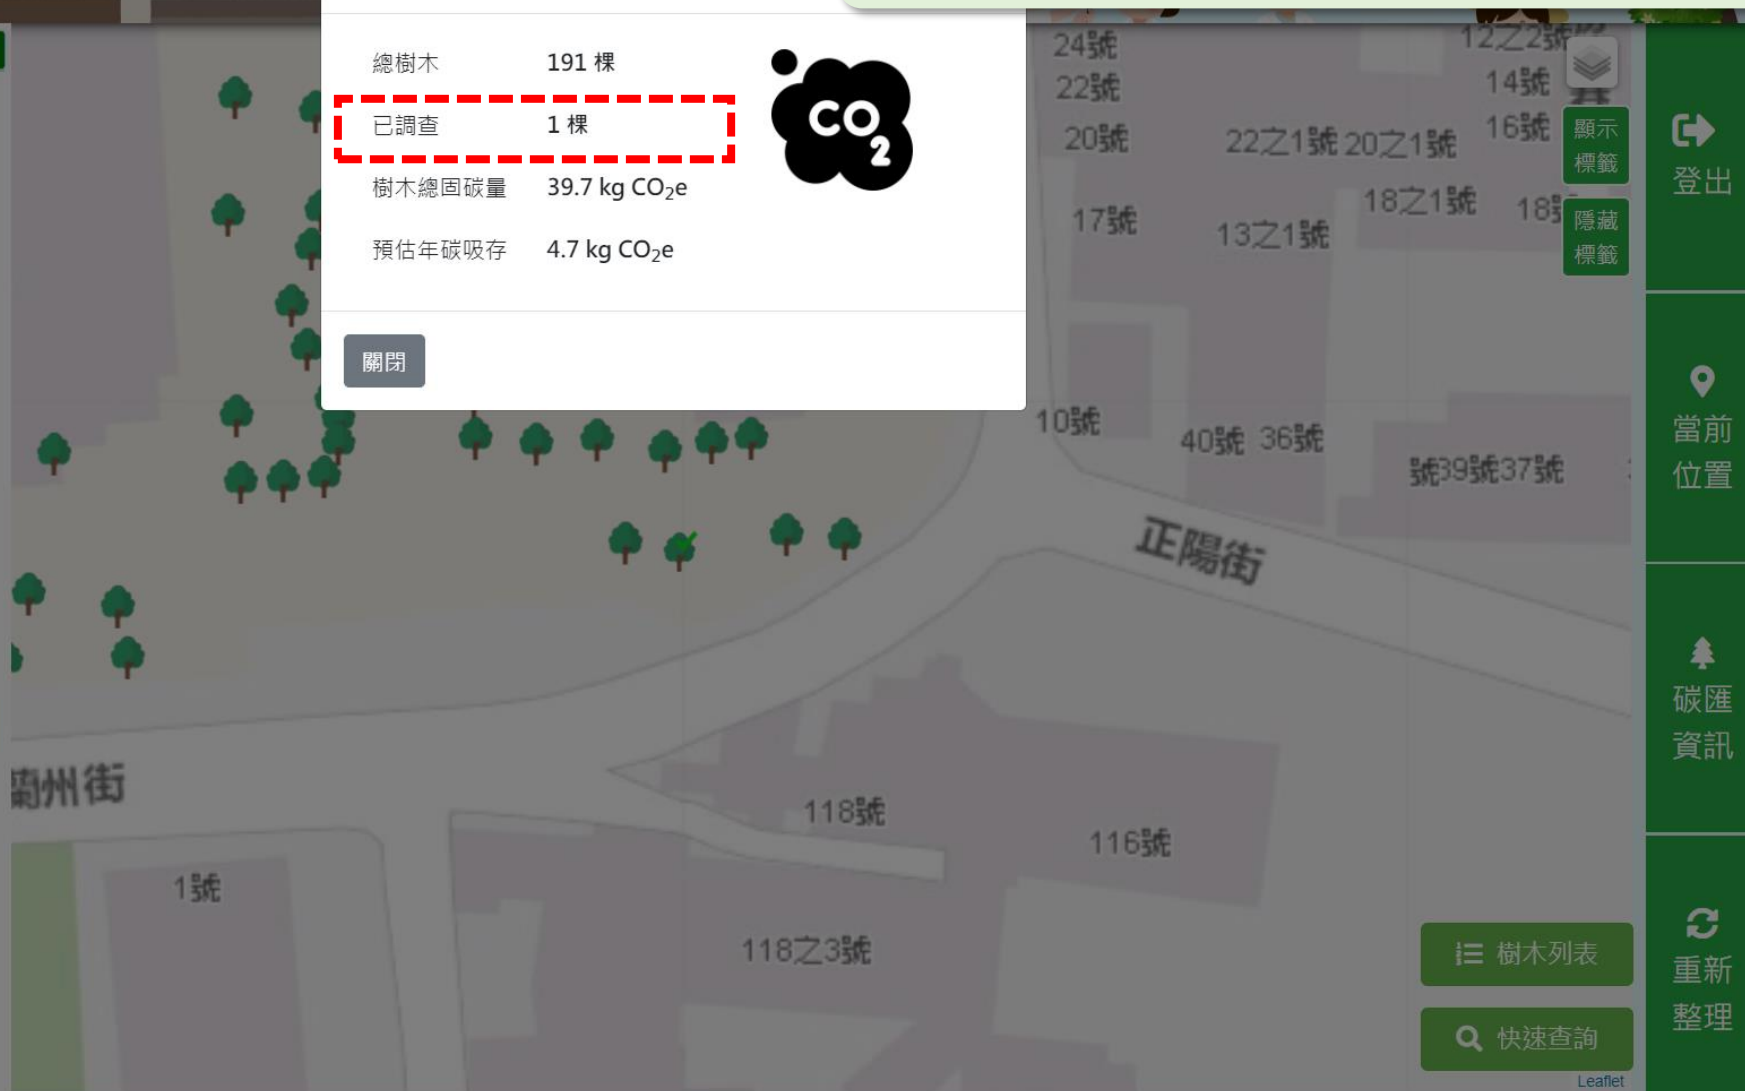 總樹木 191 棵
已調查 1 棵
樹木總固碳量 39.7 kg CO₂e
預估年碳吸存 4.7 kg CO₂e
CO₂
關閉
24號
22號
20號
17號
10號
22之1號
20之1號
13之1號
18之1號
12之2號
14號
16號
40號
36號
號39號37號
正陽街
蘭州街
118號
116號
118之3號
1號
顯示
標籤
隱藏
標籤
登出
當前
位置
碳匯
資訊
重新
整理
樹木列表
快速查詢
Leaflet